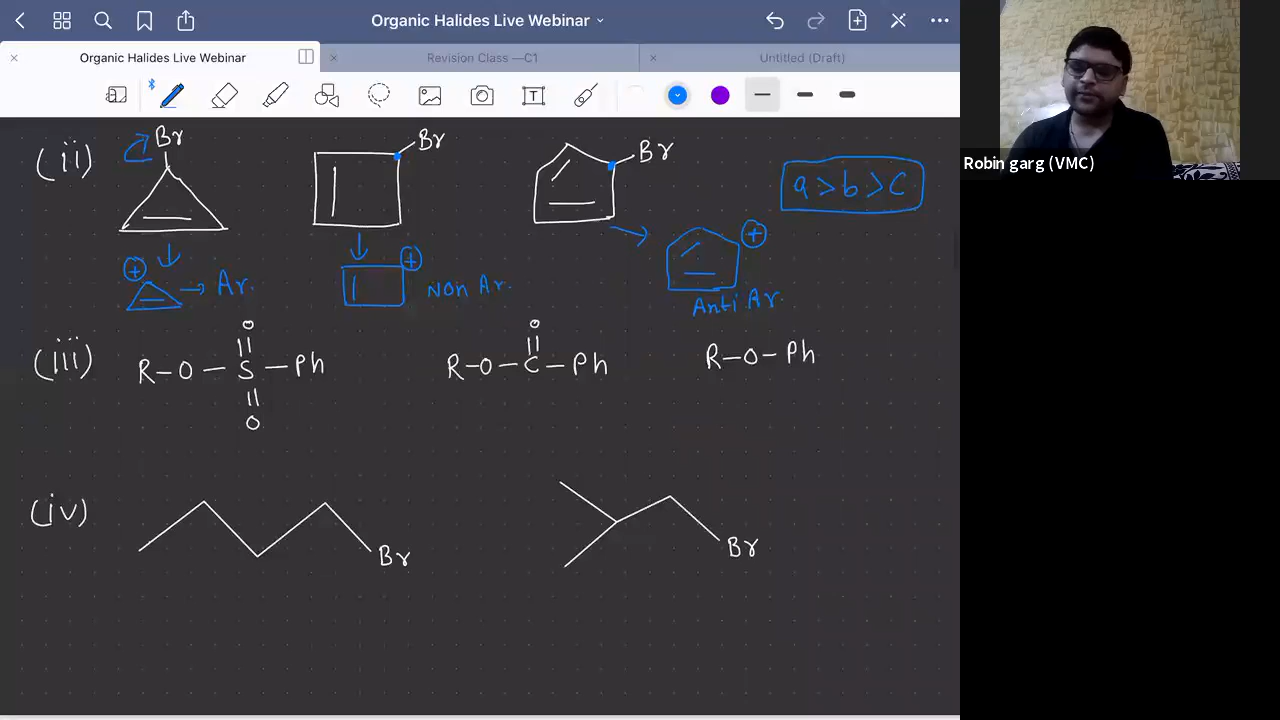 Organic Halides Live Webinar
Organic Halides Live Webinar
Revision Class —C1
Untitled (Draft)
T
Robin garg (VMC)
(ii) Br Br Br a > b > c
⊕ → Ar. ⊕ Non Ar. ⊕ Anti Ar.
(iii) R-O-S-Ph R-O-C-Ph R-O-Ph
O O
O
(iv) Br Br